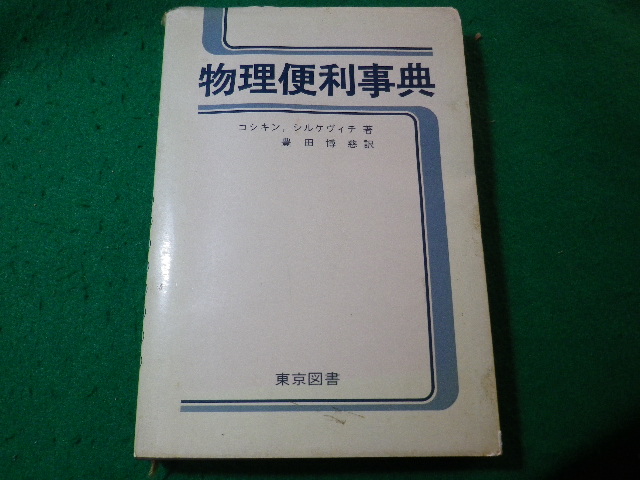 物理便利事典
コシキン，シルケヴィチ 著
豊田博慈訳
東京図書